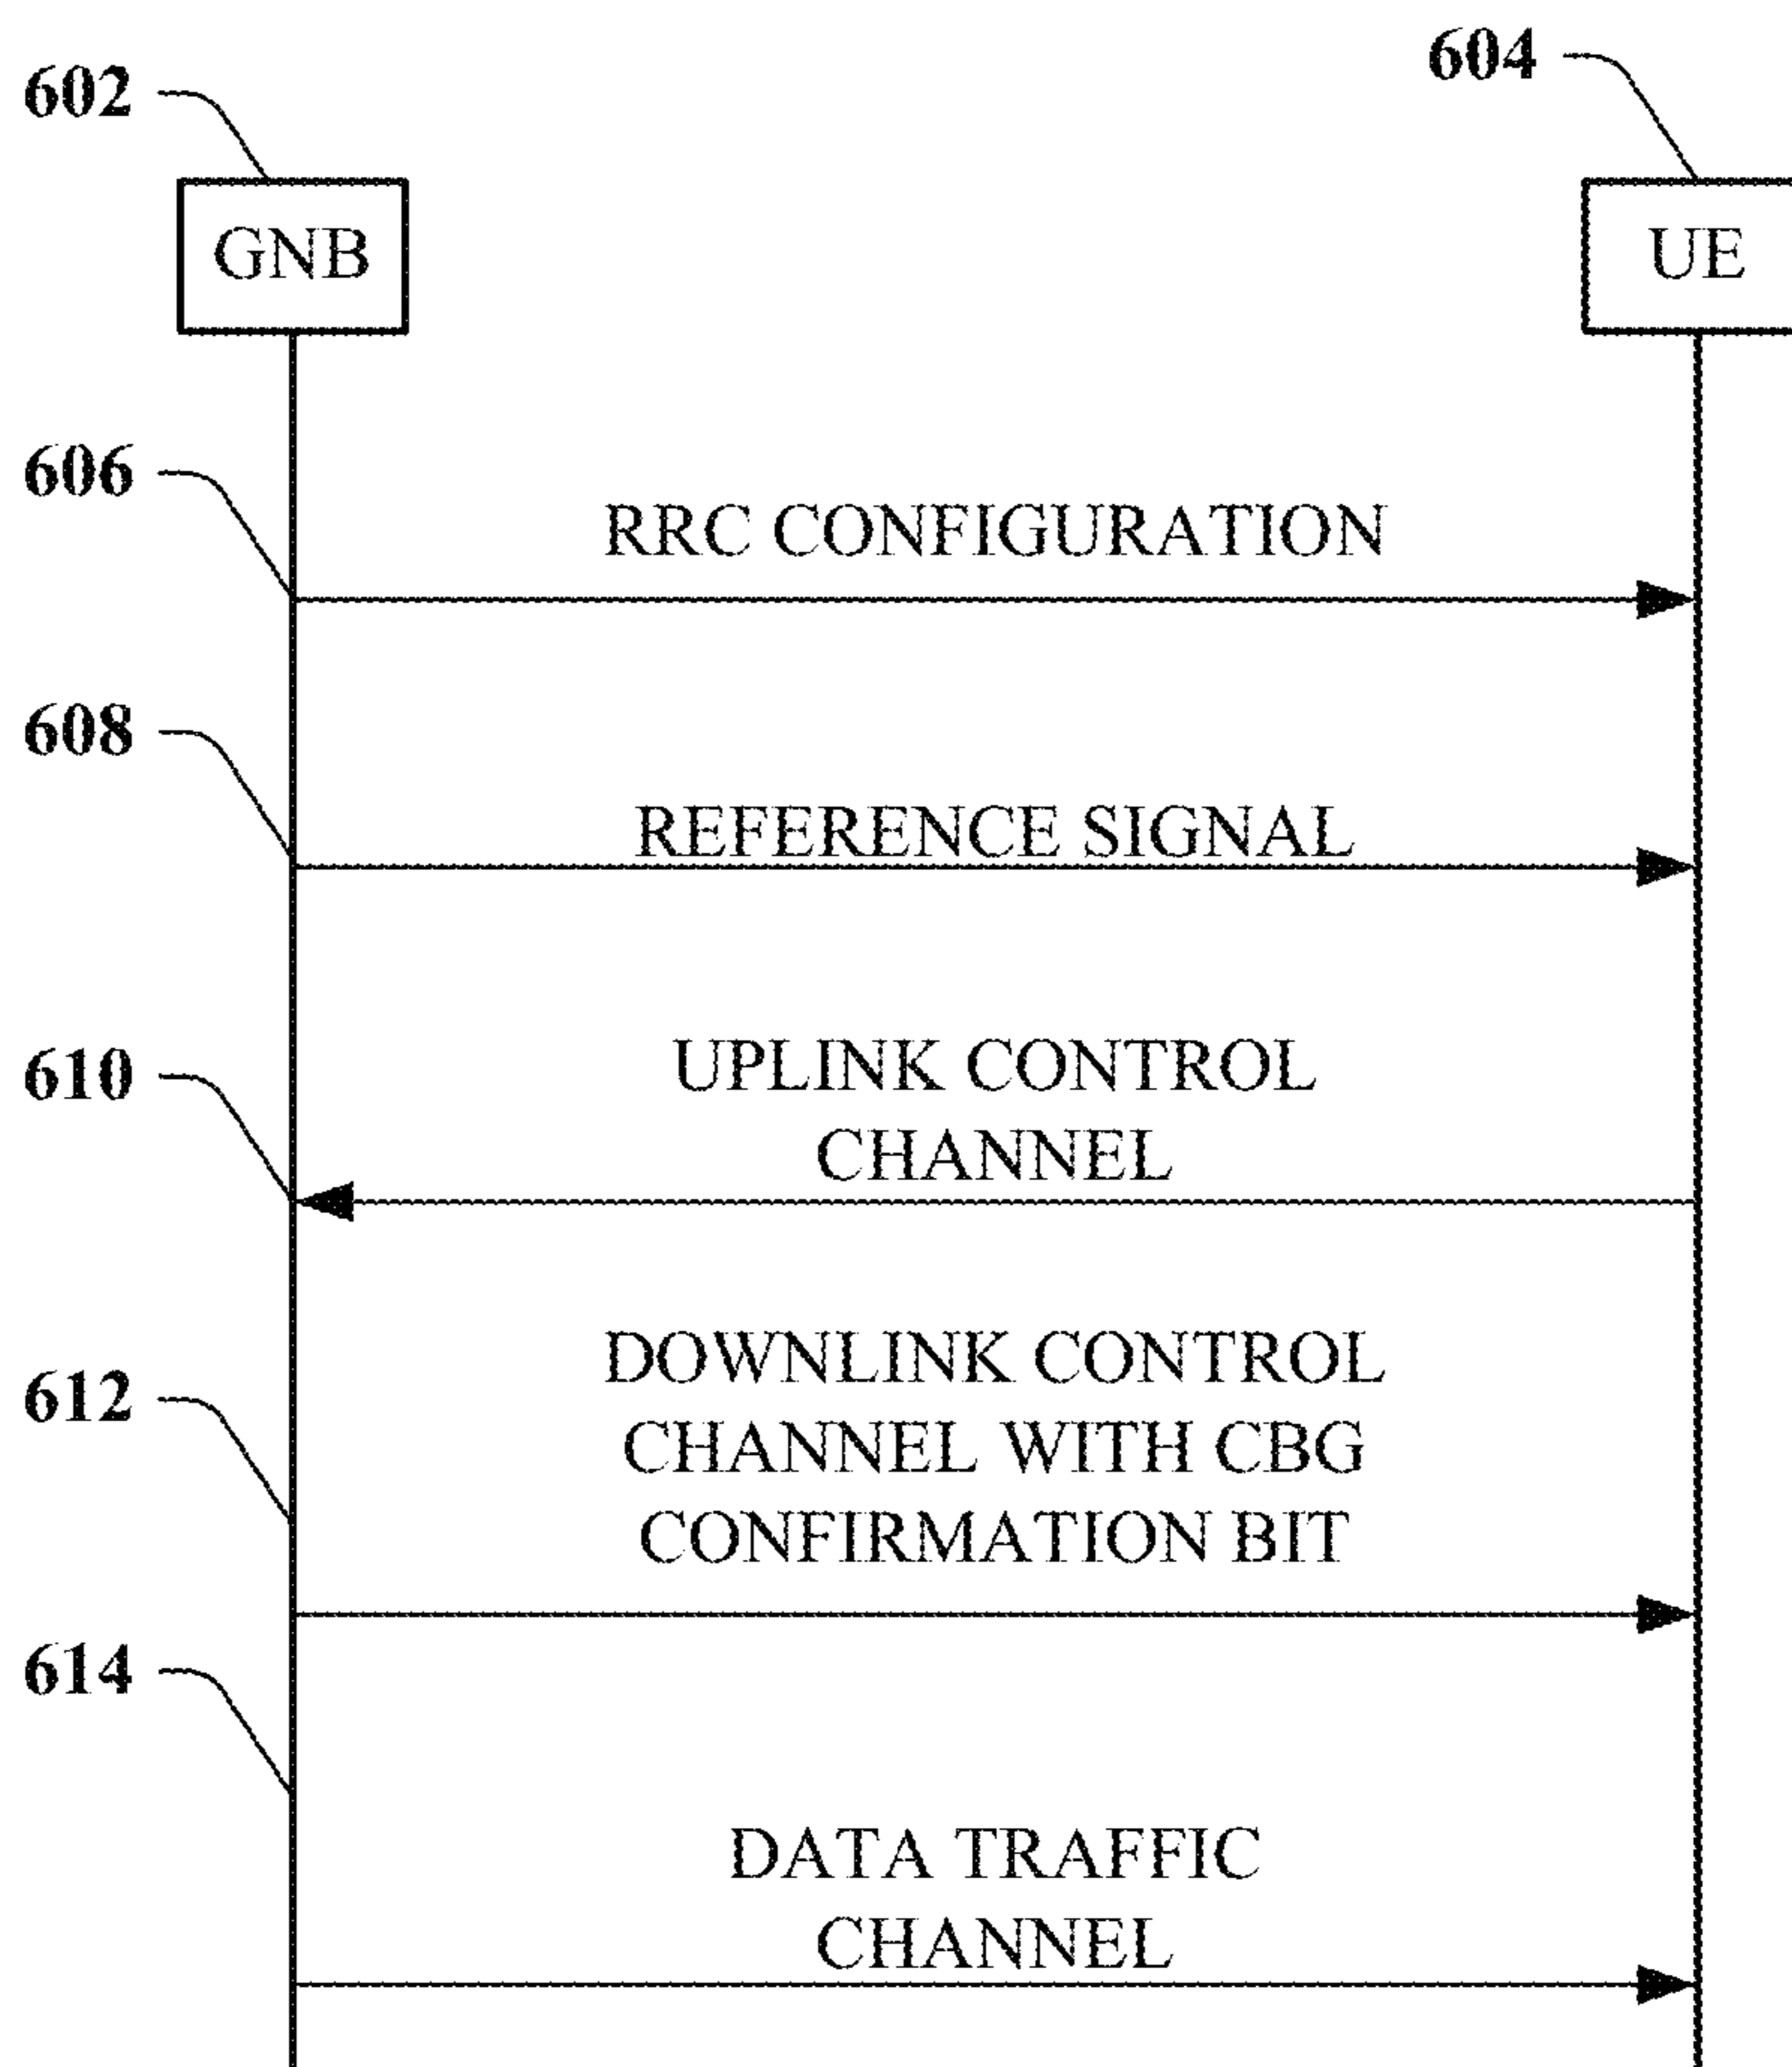 604
602
GNB
UE
606
RRC CONFIGURATION
608
REFERENCE SIGNAL
610
UPLINK CONTROL
CHANNEL
612
DOWNLINK CONTROL
CHANNEL WITH CBG
CONFIRMATION BIT
614
DATA TRAFFIC
CHANNEL